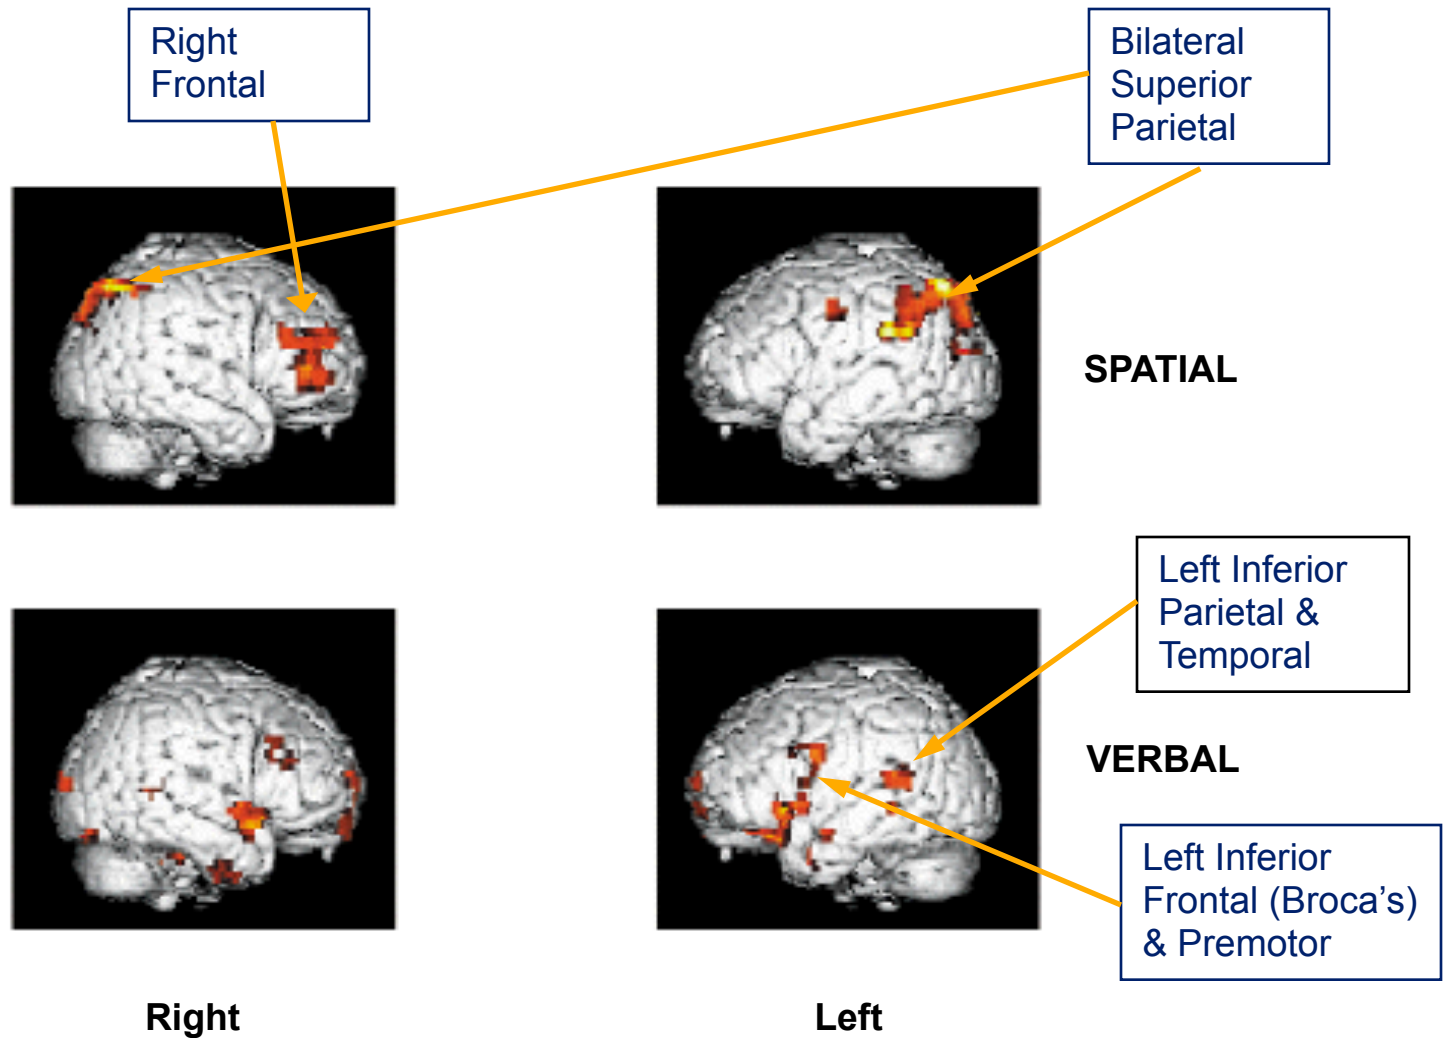 Right
Frontal
Bilateral
Superior
Parietal
SPATIAL
Left Inferior
Parietal &
Temporal
VERBAL
Left Inferior
Frontal (Broca’s)
& Premotor
Right
Left